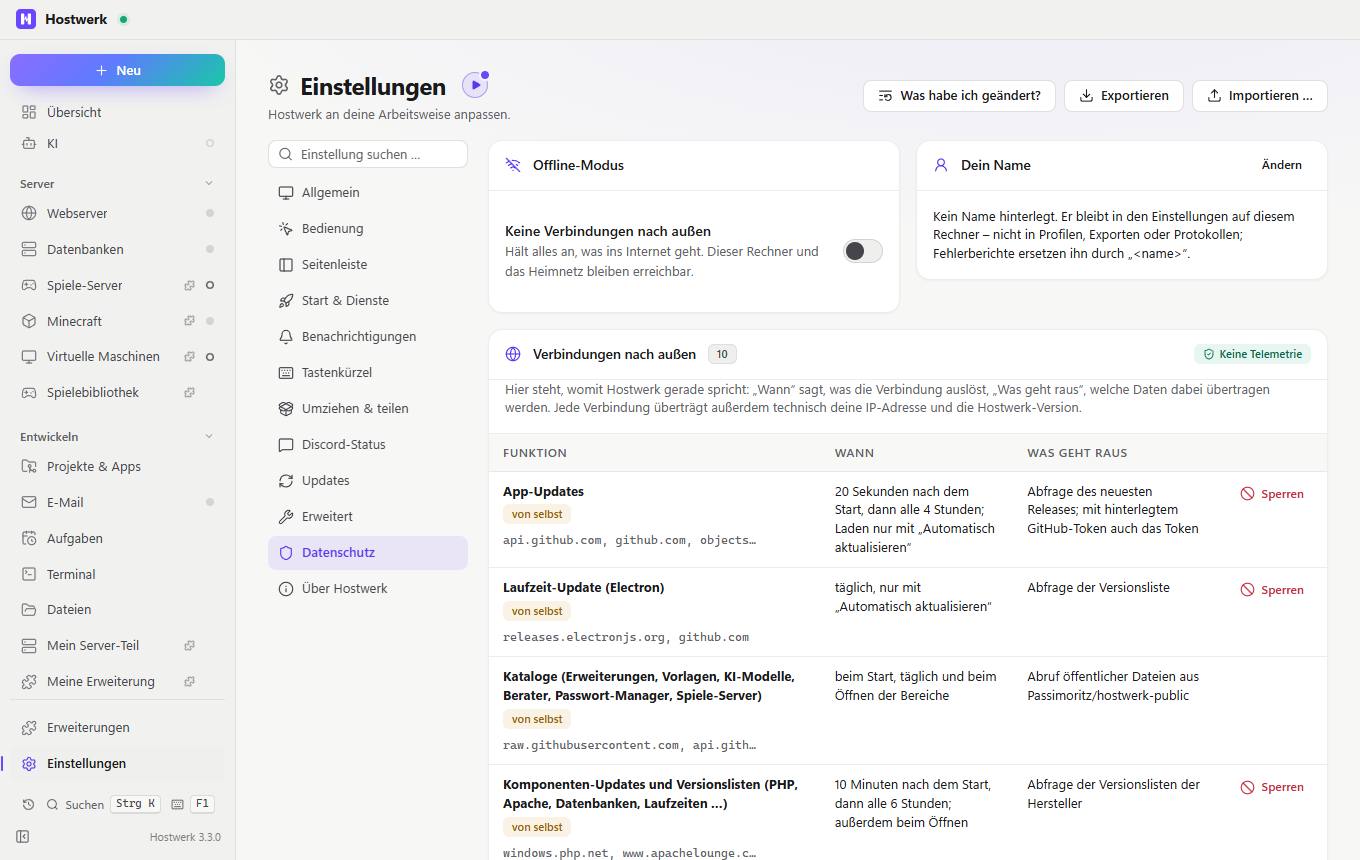 Hostwerk
Neu
Übersicht
KI
Server
Webserver
Datenbanken
Spiele-Server
Minecraft
Virtuelle Maschinen
Spielebibliothek
Entwickeln
Projekte & Apps
E-Mail
Aufgaben
Terminal
Dateien
Mein Server-Teil
Meine Erweiterung
Erweiterungen
Einstellungen
Suchen Strg K F1
Hostwerk 3.3.0
Einstellungen
Hostwerk an deine Arbeitsweise anpassen.
Was habe ich geändert?
Exportieren
Importieren ...
Einstellung suchen ...
Allgemein
Bedienung
Seitenleiste
Start & Dienste
Benachrichtigungen
Tastenkürzel
Umziehen & teilen
Discord-Status
Updates
Erweitert
Datenschutz
Über Hostwerk
Offline-Modus
Keine Verbindungen nach außen
Hält alles an, was ins Internet geht. Dieser Rechner und
das Heimnetz bleiben erreichbar.
Dein Name
Ändern
Kein Name hinterlegt. Er bleibt in den Einstellungen auf diesem
Rechner – nicht in Profilen, Exporten oder Protokollen;
Fehlerberichte ersetzen ihn durch „<name>“.
Verbindungen nach außen 10
Keine Telemetrie
Hier steht, womit Hostwerk gerade spricht: „Wann“ sagt, was die Verbindung auslöst, „Was geht raus“, welche Daten dabei übertragen
werden. Jede Verbindung überträgt außerdem technisch deine IP-Adresse und die Hostwerk-Version.
FUNKTION WANN WAS GEHT RAUS
App-Updates
von selbst
api.github.com, github.com, objects…
20 Sekunden nach dem
Start, dann alle 4 Stunden;
Laden nur mit „Automatisch
aktualisieren“
Abfrage des neuesten
Releases; mit hinterlegtem
GitHub-Token auch das Token
Sperren
Laufzeit-Update (Electron)
von selbst
releases.electronjs.org, github.com
täglich, nur mit
„Automatisch aktualisieren“
Abfrage der Versionsliste
Sperren
Kataloge (Erweiterungen, Vorlagen, KI-Modelle,
Berater, Passwort-Manager, Spiele-Server)
von selbst
raw.githubusercontent.com, api.gith…
beim Start, täglich und beim
Öffnen der Bereiche
Abruf öffentlicher Dateien aus
Passimoritz/hostwerk-public
Komponenten-Updates und Versionslisten (PHP,
Apache, Datenbanken, Laufzeiten ...)
von selbst
windows.php.net, www.apachelounge.c…
10 Minuten nach dem Start,
dann alle 6 Stunden;
außerdem beim Öffnen
Abfrage der Versionslisten der
Hersteller
Sperren